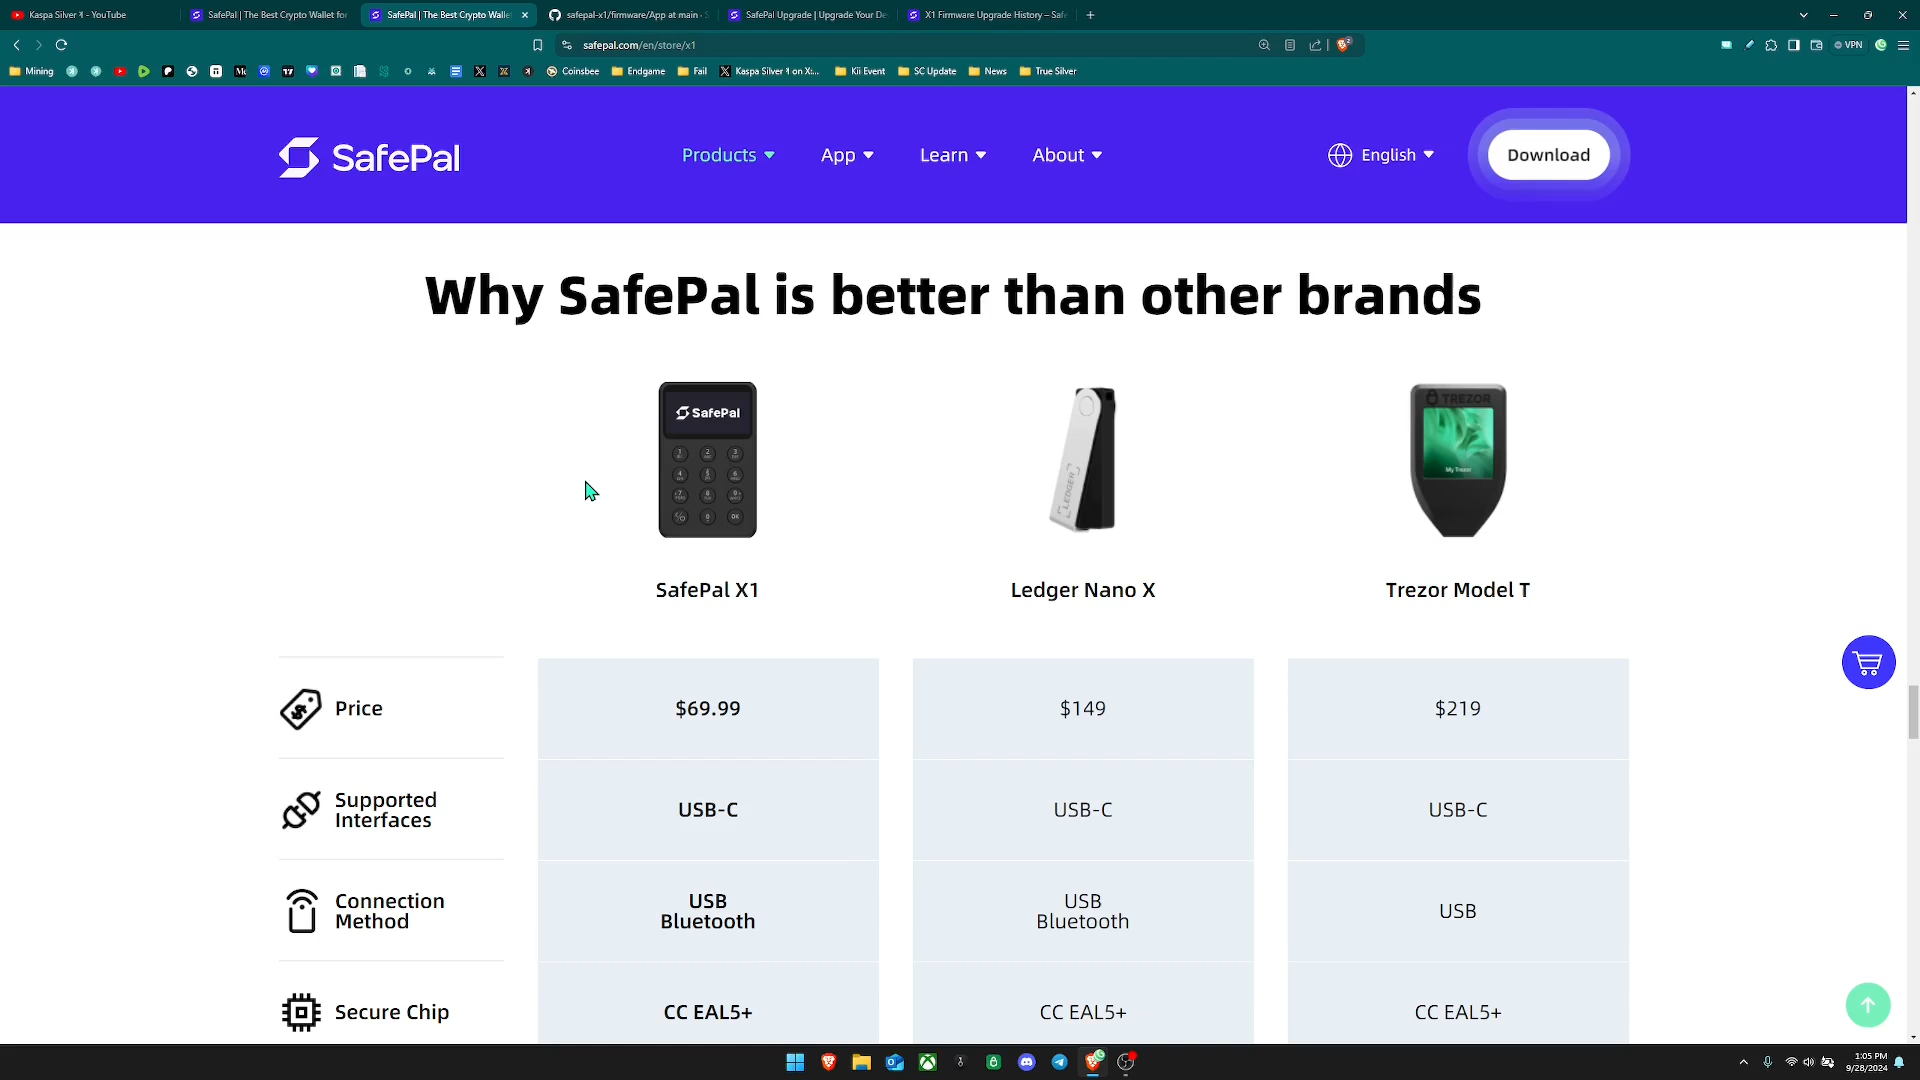 Kaspa Silver ₹ - YouTube
SafePal | The Best Crypto Wallet for
SafePal | The Best Crypto Walle
safepal-x1/firmware/App at main · S
SafePal Upgrade | Upgrade Your De
X1 Firmware Upgrade History – Safe
safepal.com/en/store/x1
VPN
Mining
Coinsbee
Endgame
Fail
Kaspa Silver ₹ on X:...
Kii Event
SC Update
News
True Silver
SafePal
Products
App
Learn
About
English
Download
Why SafePal is better than other brands
SafePal
TREZOR
My Trezor
LEDGER
SafePal X1
Ledger Nano X
Trezor Model T
Price
$69.99
$149
$219
Supported
Interfaces
USB-C
USB-C
USB-C
Connection
Method
USB
Bluetooth
USB
Bluetooth
USB
Secure Chip
CC EAL5+
CC EAL5+
CC EAL5+
1:05 PM
9/28/2024